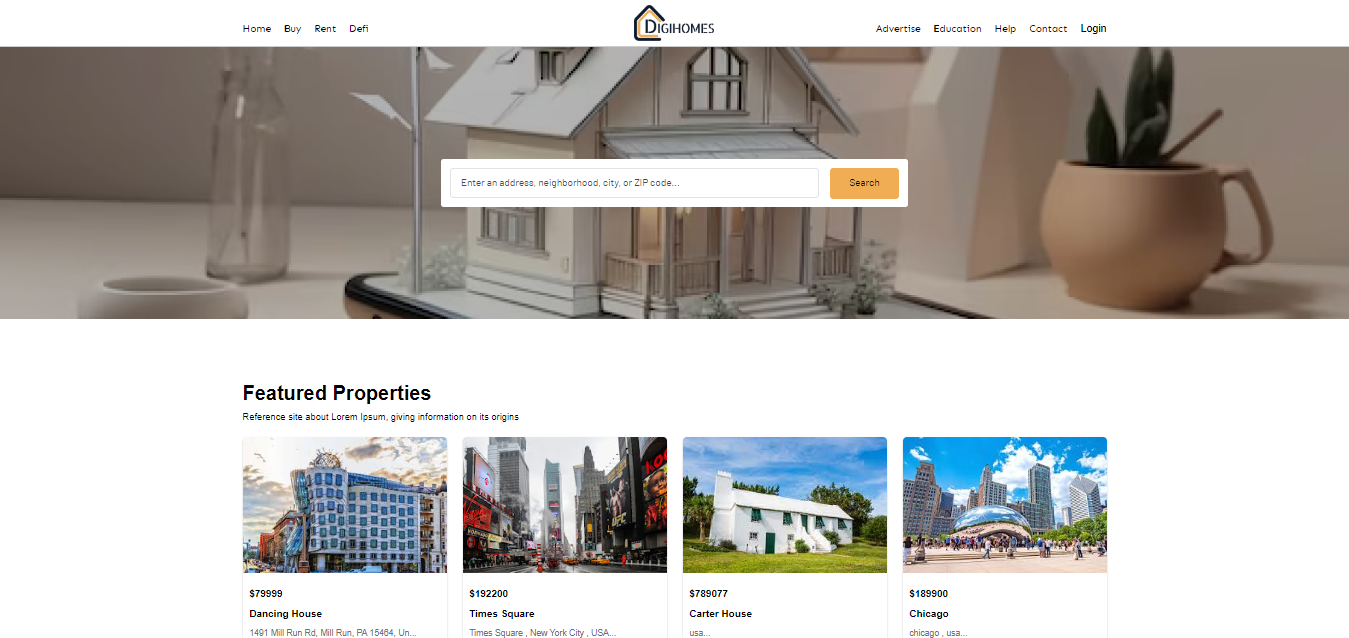 Home Buy Rent Defi DIGIHOMES Advertise Education Help Contact Login
Enter an address, neighborhood, city, or ZIP code... Search
Featured Properties
Reference site about Lorem Ipsum, giving information on its origins
$79999 $192200 $789077 $189900
Dancing House Times Square Carter House Chicago
1491 Mill Run Rd, Mill Run, PA 15464, Un... Times Square , New York City , USA... usa... chicago , usa...